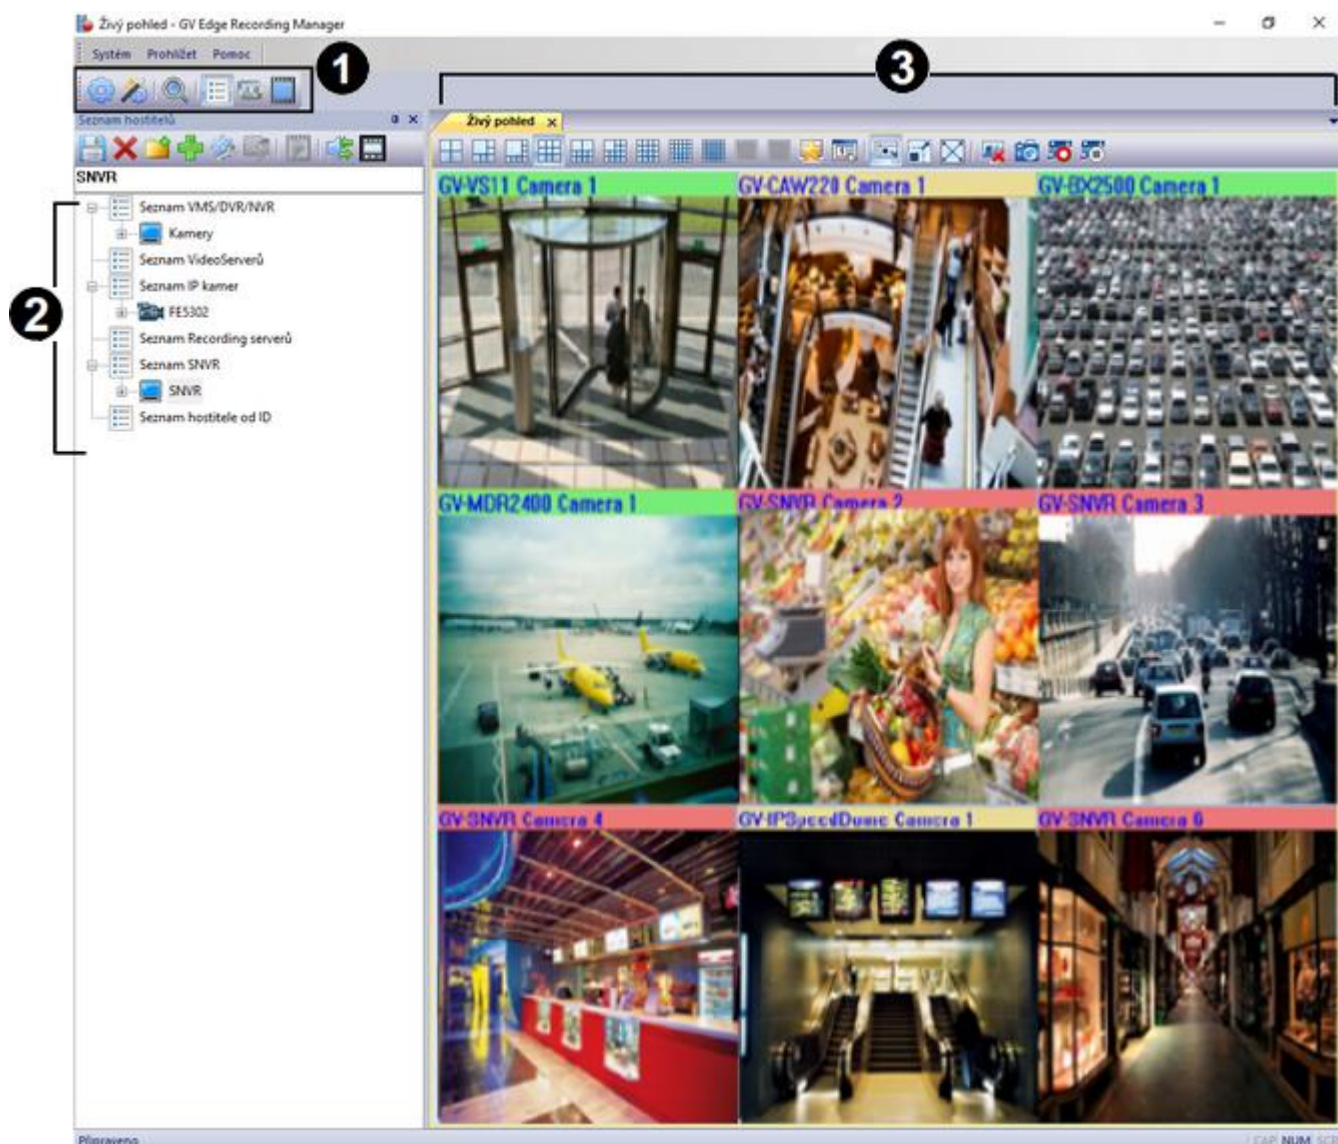 Živý pohled - GV Edge Recording Manager
Systém Prohlížet Pomoc
1
3
Seznam hostitelů
Živý pohled x
SNVR
2
Seznam VMS/DVR/NVR
Kamery
Seznam VideoServerů
Seznam IP kamer
FE5302
Seznam Recording serverů
Seznam SNVR
SNVR
Seznam hostitele od ID
GV-VS11 Camera 1
GV-CAW220 Camera 1
GV-BX2500 Camera 1
GV-MDR2400 Camera 1
GV-SNVR Camera 2
GV-SNVR Camera 3
GV-SNVR Camera 4
GV-IPSpeedDome Camera 1
GV-SNVR Camera 6
Připraveno
CAP NUM